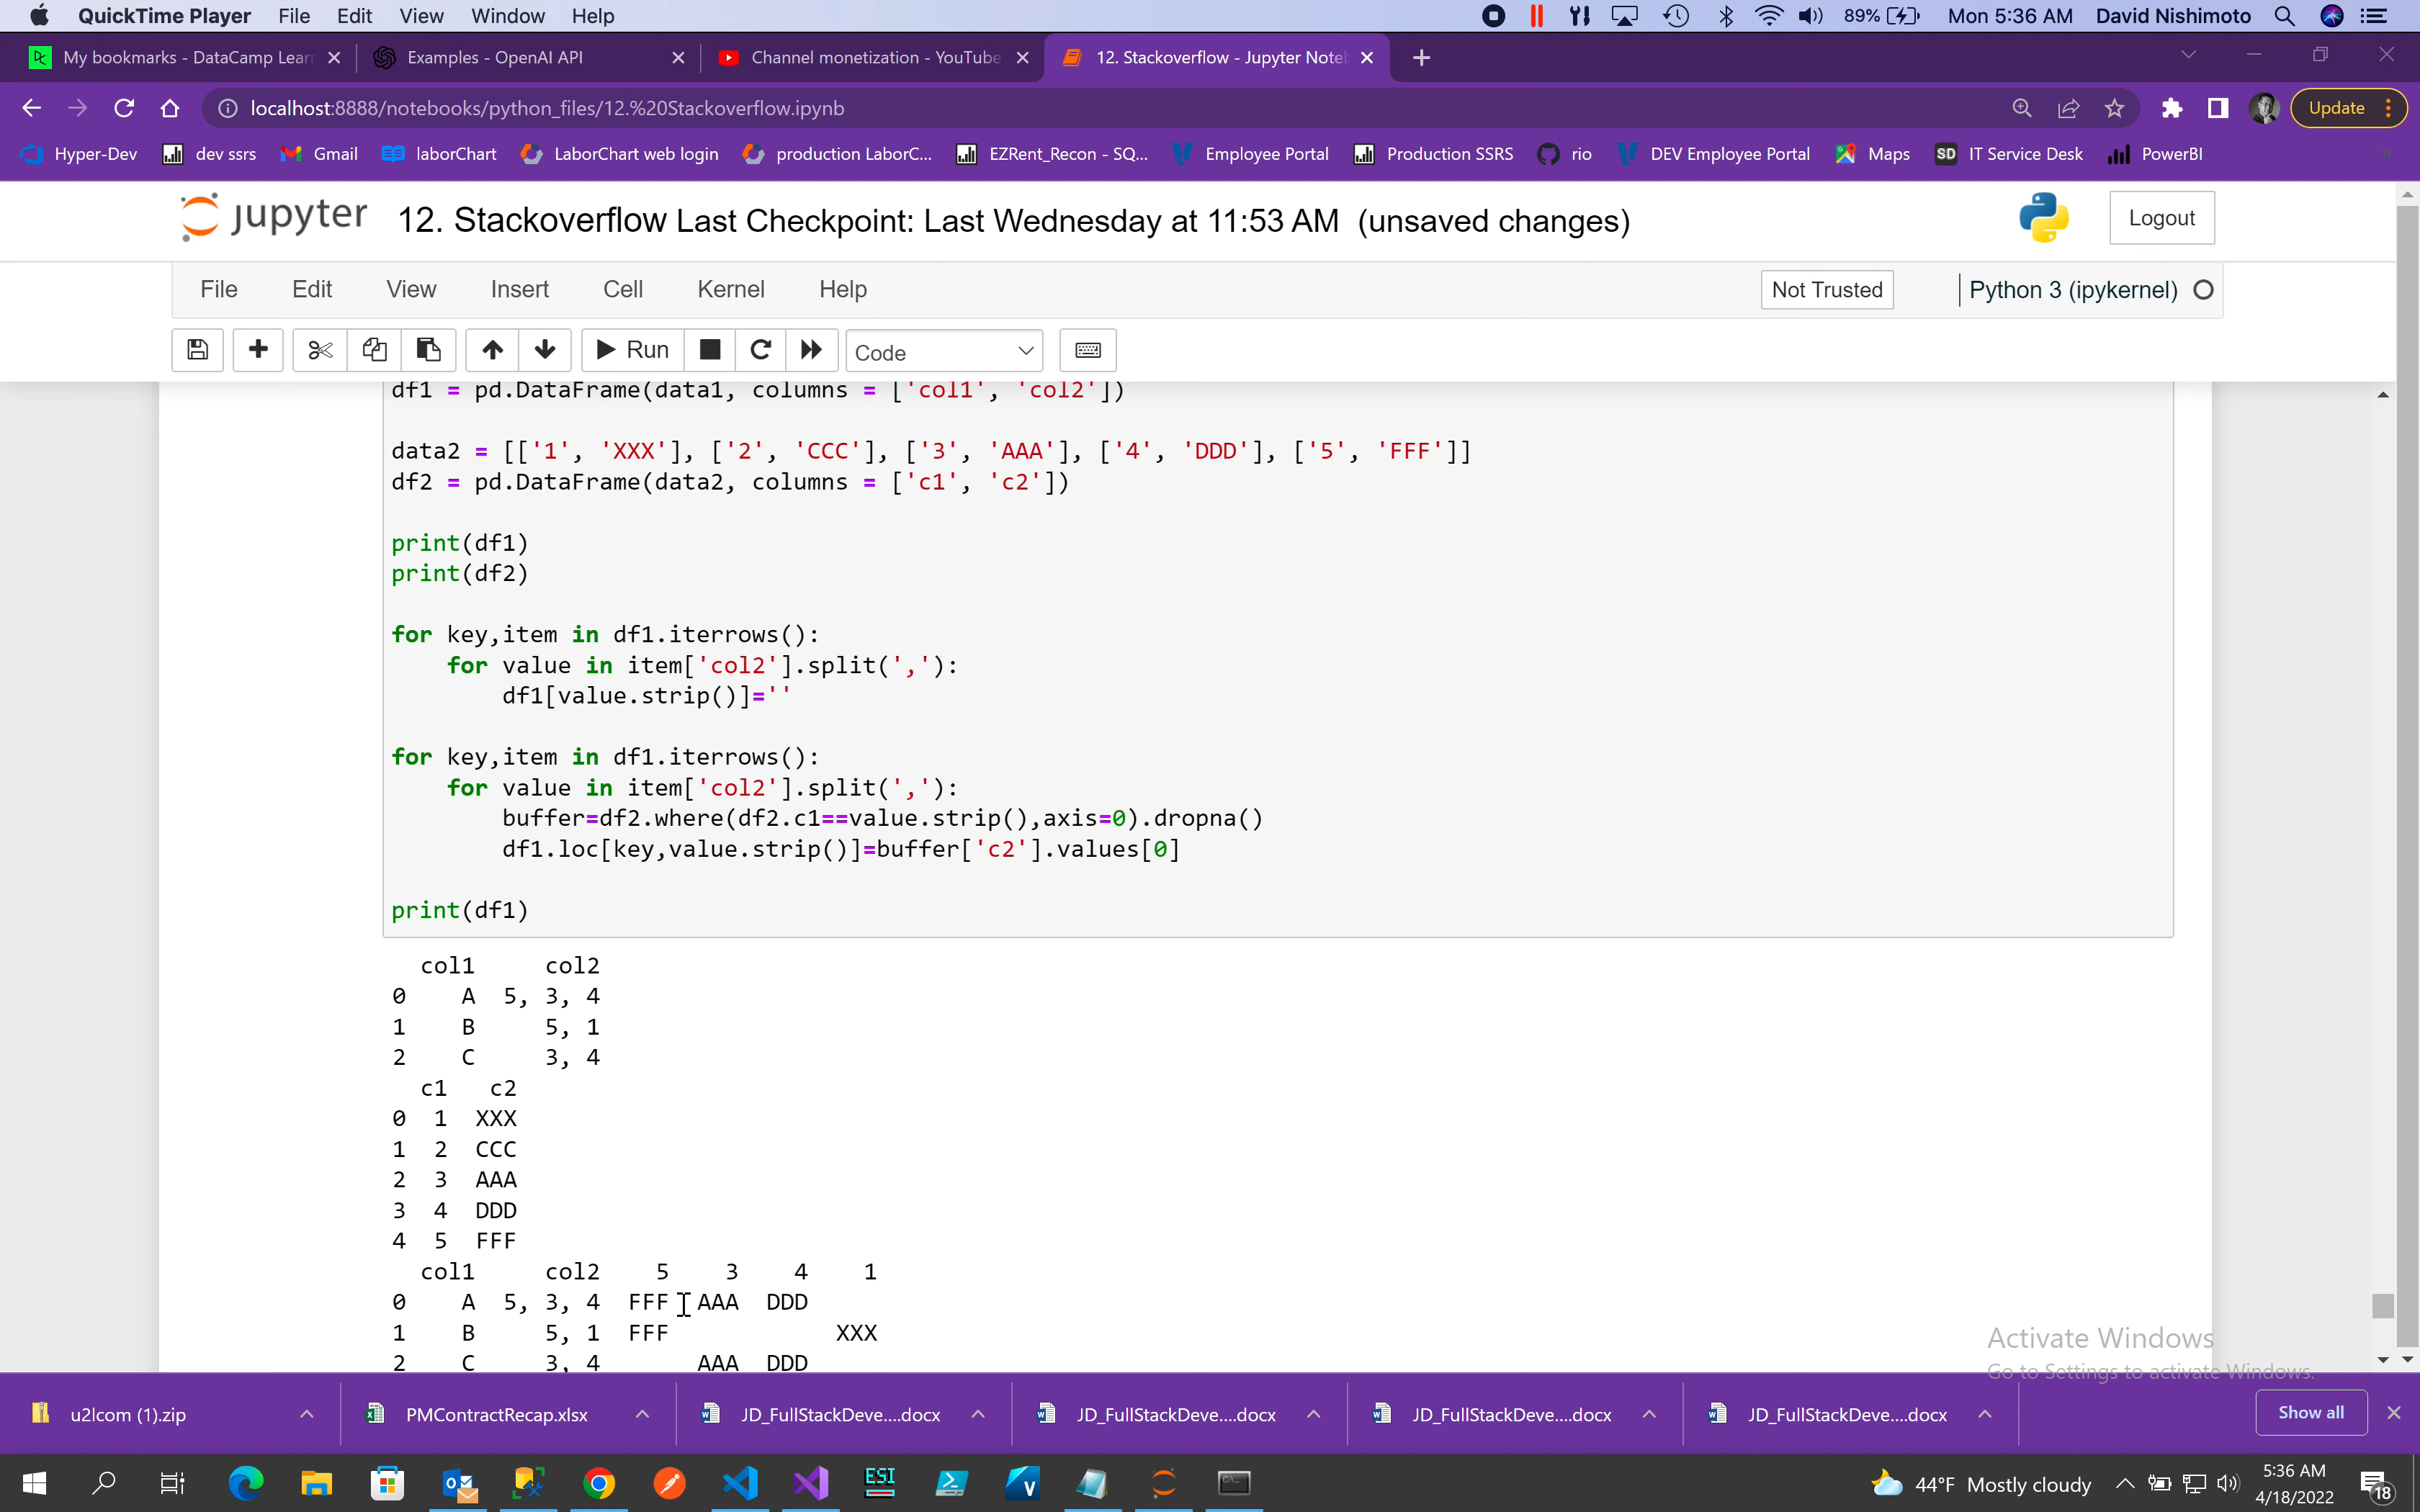 QuickTime Player File Edit View Window Help 89% Mon 5:36 AM David Nishimoto
My bookmarks - DataCamp Lear Examples - OpenAI API Channel monetization - YouTube 12. Stackoverflow - Jupyter Note
localhost:8888/notebooks/python_files/12.%20Stackoverflow.ipynb Update
Hyper-Dev dev ssrs Gmail laborChart LaborChart web login production LaborC... EZRent_Recon - SQ... Employee Portal Production SSRS rio DEV Employee Portal Maps SD IT Service Desk PowerBI
jupyter 12. Stackoverflow Last Checkpoint: Last Wednesday at 11:53 AM (unsaved changes) Logout
File Edit View Insert Cell Kernel Help Not Trusted Python 3 (ipykernel)
Run Code
df1 = pd.DataFrame(data1, columns = ['col1', 'col2'])
data2 = [['1', 'XXX'], ['2', 'CCC'], ['3', 'AAA'], ['4', 'DDD'], ['5', 'FFF']]
df2 = pd.DataFrame(data2, columns = ['c1', 'c2'])
print(df1)
print(df2)
for key,item in df1.iterrows():
    for value in item['col2'].split(','):
        df1[value.strip()]=''
for key,item in df1.iterrows():
    for value in item['col2'].split(','):
        buffer=df2.where(df2.c1==value.strip(),axis=0).dropna()
        df1.loc[key,value.strip()]=buffer['c2'].values[0]
print(df1)
col1 col2
0 A 5, 3, 4
1 B 5, 1
2 C 3, 4
c1 c2
0 1 XXX
1 2 CCC
2 3 AAA
3 4 DDD
4 5 FFF
col1 col2 5 3 4 1
0 A 5, 3, 4 FFF AAA DDD
1 B 5, 1 FFF XXX
2 C 3, 4 AAA DDD
Activate Windows
Go to Settings to activate Windows.
u2lcom (1).zip PMContractRecap.xlsx JD_FullStackDeve....docx JD_FullStackDeve....docx JD_FullStackDeve....docx JD_FullStackDeve....docx Show all
ESI 44°F Mostly cloudy 5:36 AM
4/18/2022 18